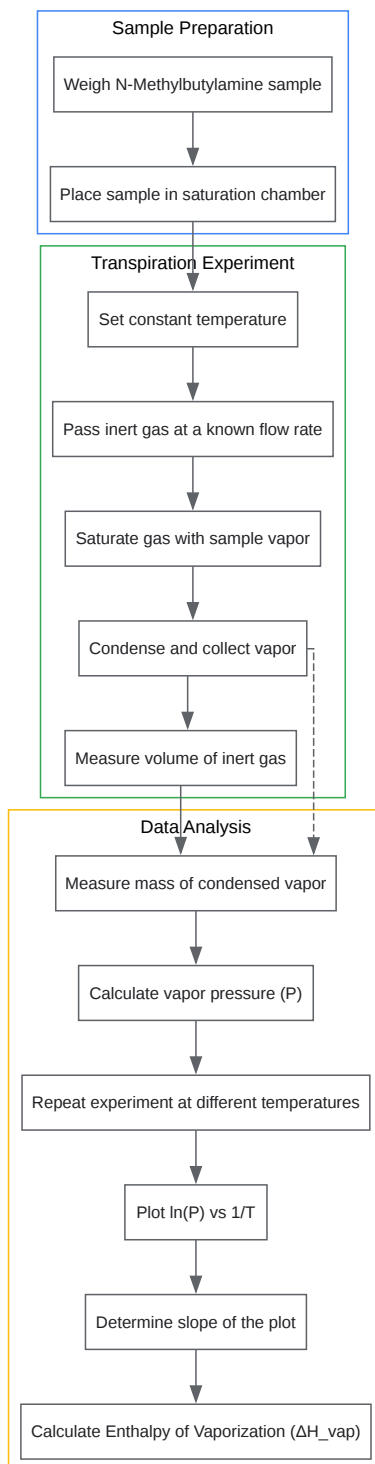 Sample Preparation
Weigh N-Methylbutylamine sample
Place sample in saturation chamber
Transpiration Experiment
Set constant temperature
Pass inert gas at a known flow rate
Saturate gas with sample vapor
Condense and collect vapor
Measure volume of inert gas
Data Analysis
Measure mass of condensed vapor
Calculate vapor pressure (P)
Repeat experiment at different temperatures
Plot ln(P) vs 1/T
Determine slope of the plot
Calculate Enthalpy of Vaporization (ΔH_vap)